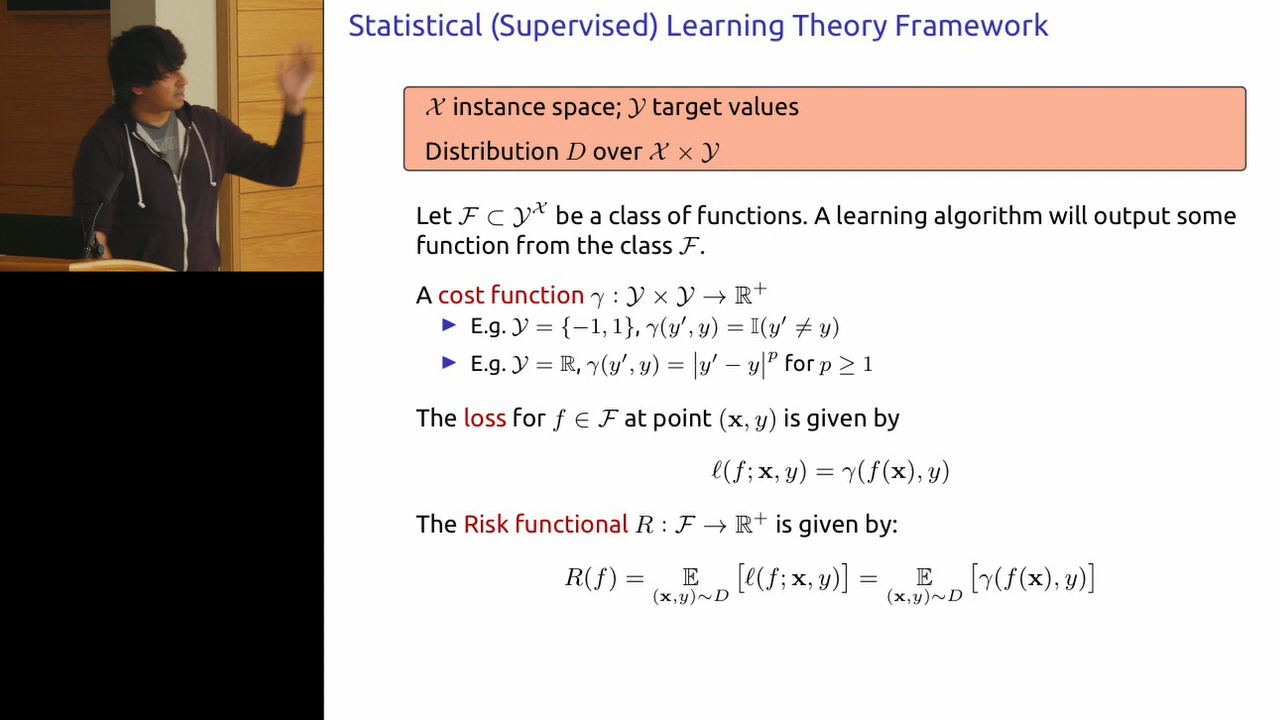 Statistical (Supervised) Learning Theory Framework
𝒳 instance space; 𝒴 target values
Distribution D over 𝒳 × 𝒴
Let ℱ ⊂ 𝒴^𝒳 be a class of functions. A learning algorithm will output some
function from the class ℱ.
A cost function γ : 𝒴 × 𝒴 → ℝ⁺
▶ E.g. 𝒴 = {−1, 1}, γ(y′, y) = 𝕀(y′ ≠ y)
▶ E.g. 𝒴 = ℝ, γ(y′, y) = |y′ − y|^p for p ≥ 1
The loss for f ∈ ℱ at point (𝐱, y) is given by
ℓ(f; 𝐱, y) = γ(f(𝐱), y)
The Risk functional R : ℱ → ℝ⁺ is given by:
R(f) = 𝔼_{(𝐱,y)∼D} [ℓ(f; 𝐱, y)] = 𝔼_{(𝐱,y)∼D} [γ(f(𝐱), y)]